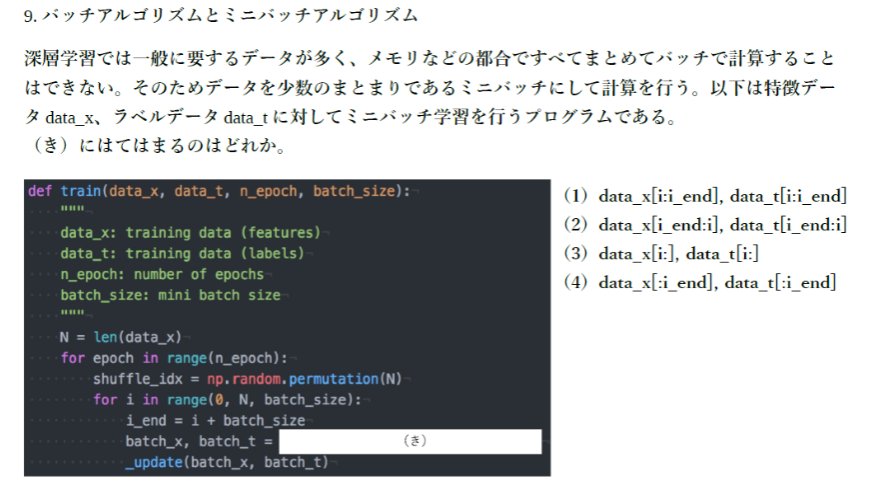 9. バッチアルゴリズムとミニバッチアルゴリズム
深層学習では一般に要するデータが多く、メモリなどの都合ですべてまとめてバッチで計算すること
はできない。そのためデータを少数のまとまりであるミニバッチにして計算を行う。以下は特徴デー
タ data_x、ラベルデータ data_t に対してミニバッチ学習を行うプログラムである。
（き）にはてはまるのはどれか。
def train(data_x, data_t, n_epoch, batch_size):
"""
data_x: training data (features)
data_t: training data (labels)
n_epoch: number of epochs
batch_size: mini batch size
"""
N = len(data_x)
for epoch in range(n_epoch):
shuffle_idx = np.random.permutation(N)
for i in range(0, N, batch_size):
i_end = i + batch_size
batch_x, batch_t = （き）
_update(batch_x, batch_t)
（1）data_x[i:i_end], data_t[i:i_end]
（2）data_x[i_end:i], data_t[i_end:i]
（3）data_x[i:], data_t[i:]
（4）data_x[:i_end], data_t[:i_end]